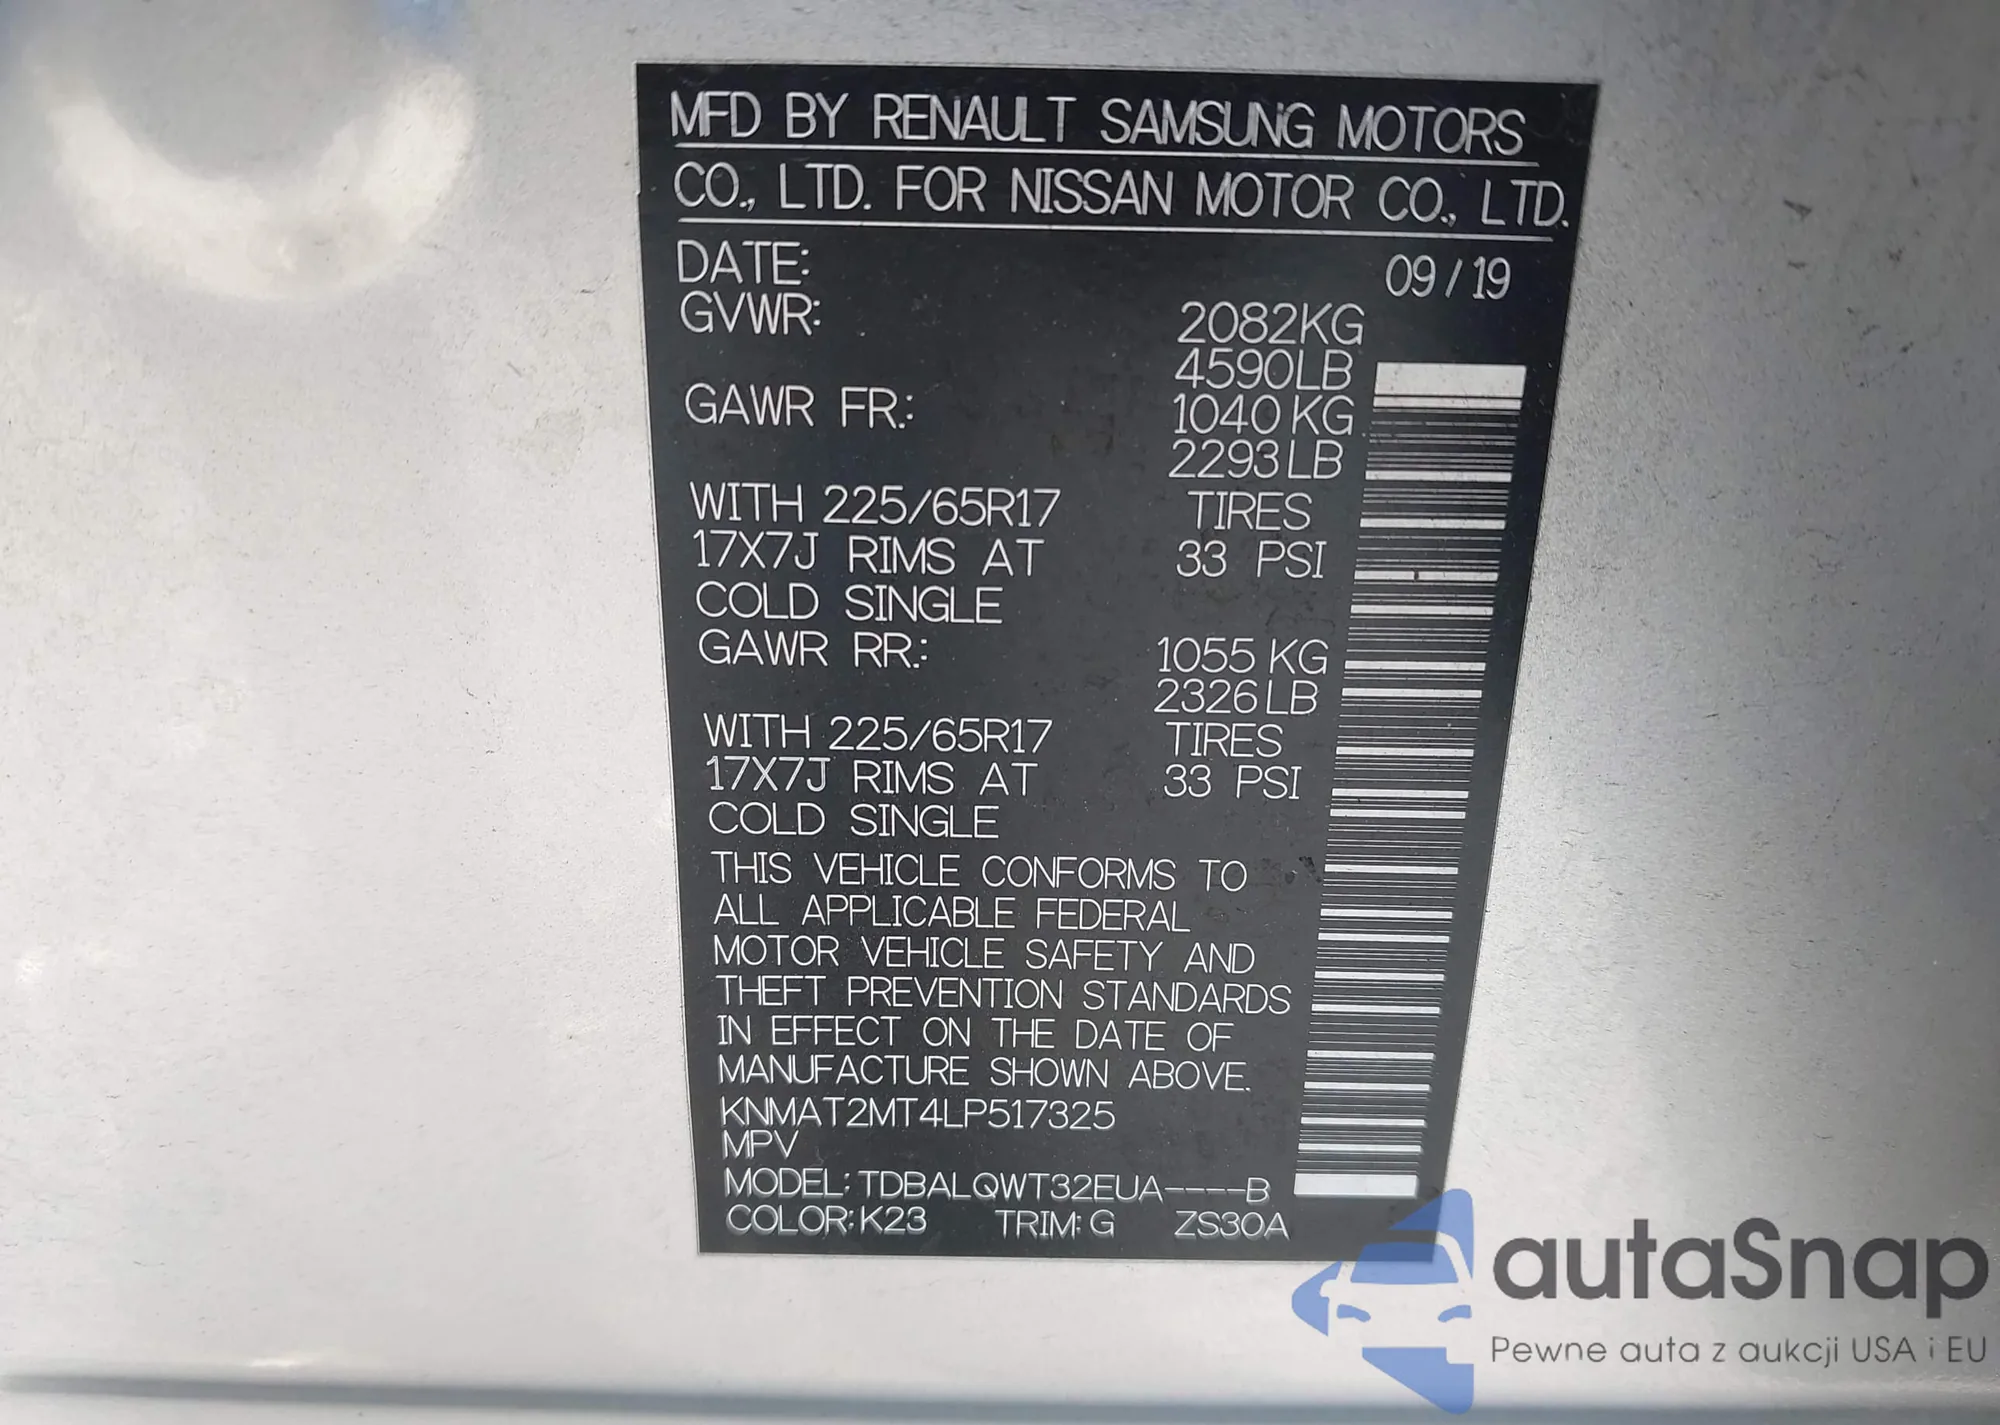 MFD BY RENAULT SAMSUNG MOTORS
CO., LTD. FOR NISSAN MOTOR CO., LTD.
DATE: 09 / 19
GVWR: 2082KG
4590LB
GAWR FR.: 1040 KG
2293LB
WITH 225/65R17 TIRES
17X7J RIMS AT 33 PSI
COLD SINGLE
GAWR RR.: 1055 KG
2326LB
WITH 225/65R17 TIRES
17X7J RIMS AT 33 PSI
COLD SINGLE
THIS VEHICLE CONFORMS TO
ALL APPLICABLE FEDERAL
MOTOR VEHICLE SAFETY AND
THEFT PREVENTION STANDARDS
IN EFFECT ON THE DATE OF
MANUFACTURE SHOWN ABOVE.
KNMAT2MT4LP517325
MPV
MODEL: TDBALQWT32EUA----B
COLOR: K23 TRIM: G ZS30A
autaSnap
Pewne auta z aukcji USA i EU